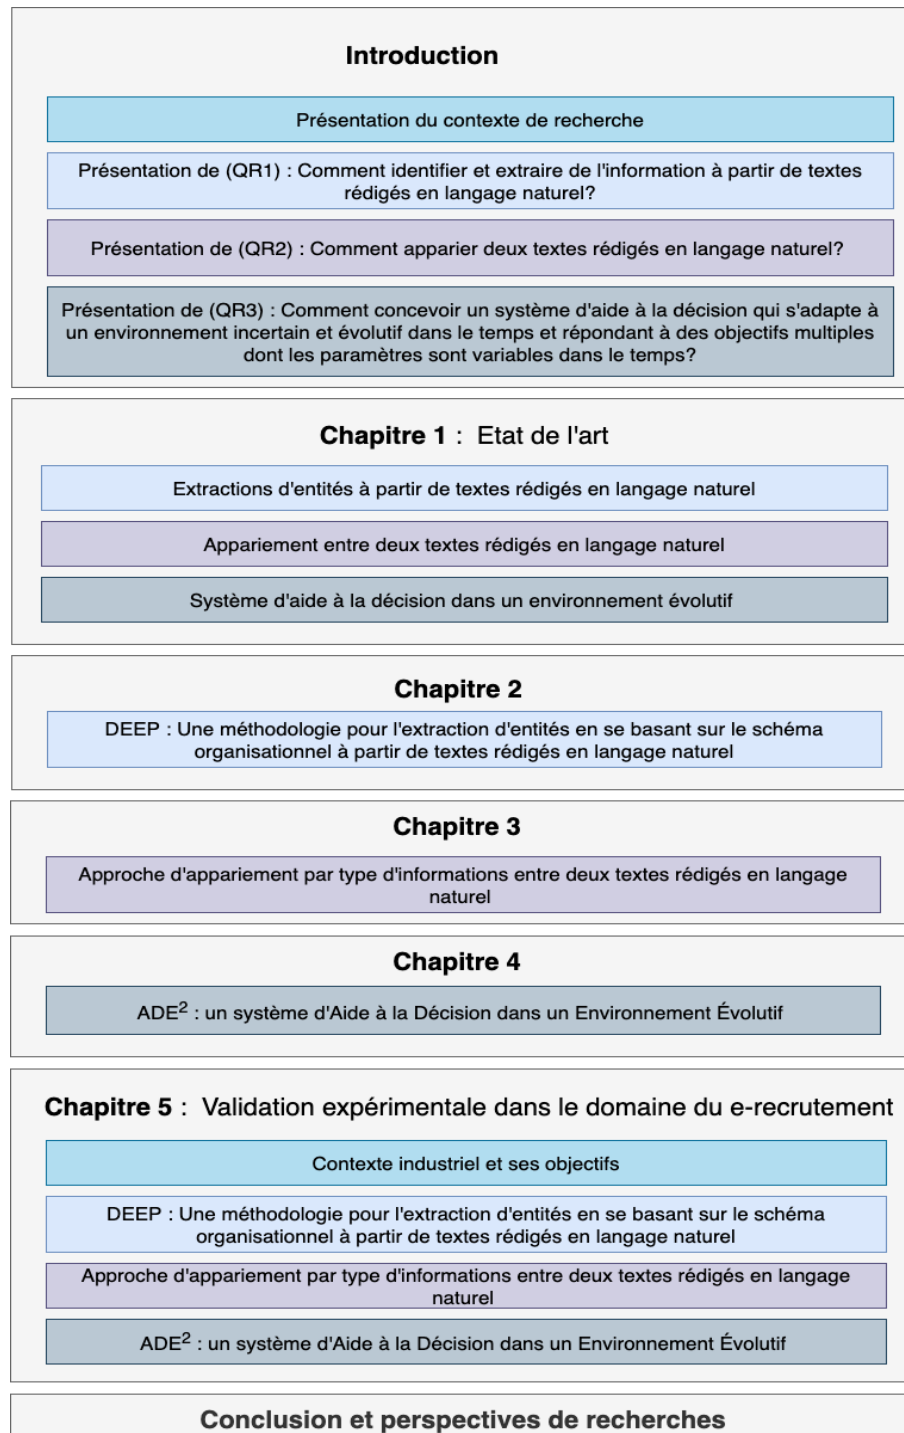 Introduction
Présentation du contexte de recherche
Présentation de (QR1) : Comment identifier et extraire de l'information à partir de textes
rédigés en langage naturel?
Présentation de (QR2) : Comment apparier deux textes rédigés en langage naturel?
Présentation de (QR3) : Comment concevoir un système d'aide à la décision qui s'adapte à
un environnement incertain et évolutif dans le temps et répondant à des objectifs multiples
dont les paramètres sont variables dans le temps?
Chapitre 1 : Etat de l'art
Extractions d'entités à partir de textes rédigés en langage naturel
Appariement entre deux textes rédigés en langage naturel
Système d'aide à la décision dans un environnement évolutif
Chapitre 2
DEEP : Une méthodologie pour l'extraction d'entités en se basant sur le schéma
organisationnel à partir de textes rédigés en langage naturel
Chapitre 3
Approche d'appariement par type d'informations entre deux textes rédigés en langage
naturel
Chapitre 4
ADE² : un système d'Aide à la Décision dans un Environnement Évolutif
Chapitre 5 : Validation expérimentale dans le domaine du e-recrutement
Contexte industriel et ses objectifs
DEEP : Une méthodologie pour l'extraction d'entités en se basant sur le schéma
organisationnel à partir de textes rédigés en langage naturel
Approche d'appariement par type d'informations entre deux textes rédigés en langage
naturel
ADE² : un système d'Aide à la Décision dans un Environnement Évolutif
Conclusion et perspectives de recherches